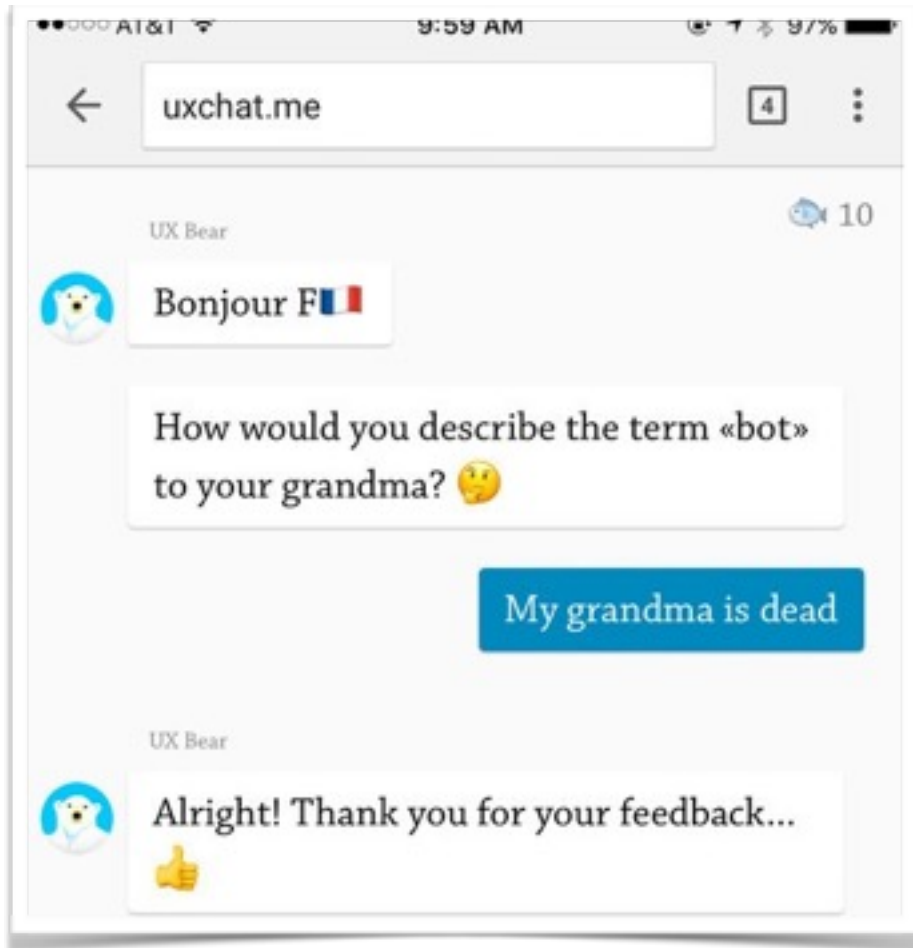 AT&T 9:59 AM 97%
uxchat.me 4
10
UX Bear
Bonjour F🇫🇷
How would you describe the term «bot»
to your grandma? 🤔
My grandma is dead
UX Bear
Alright! Thank you for your feedback...
👍